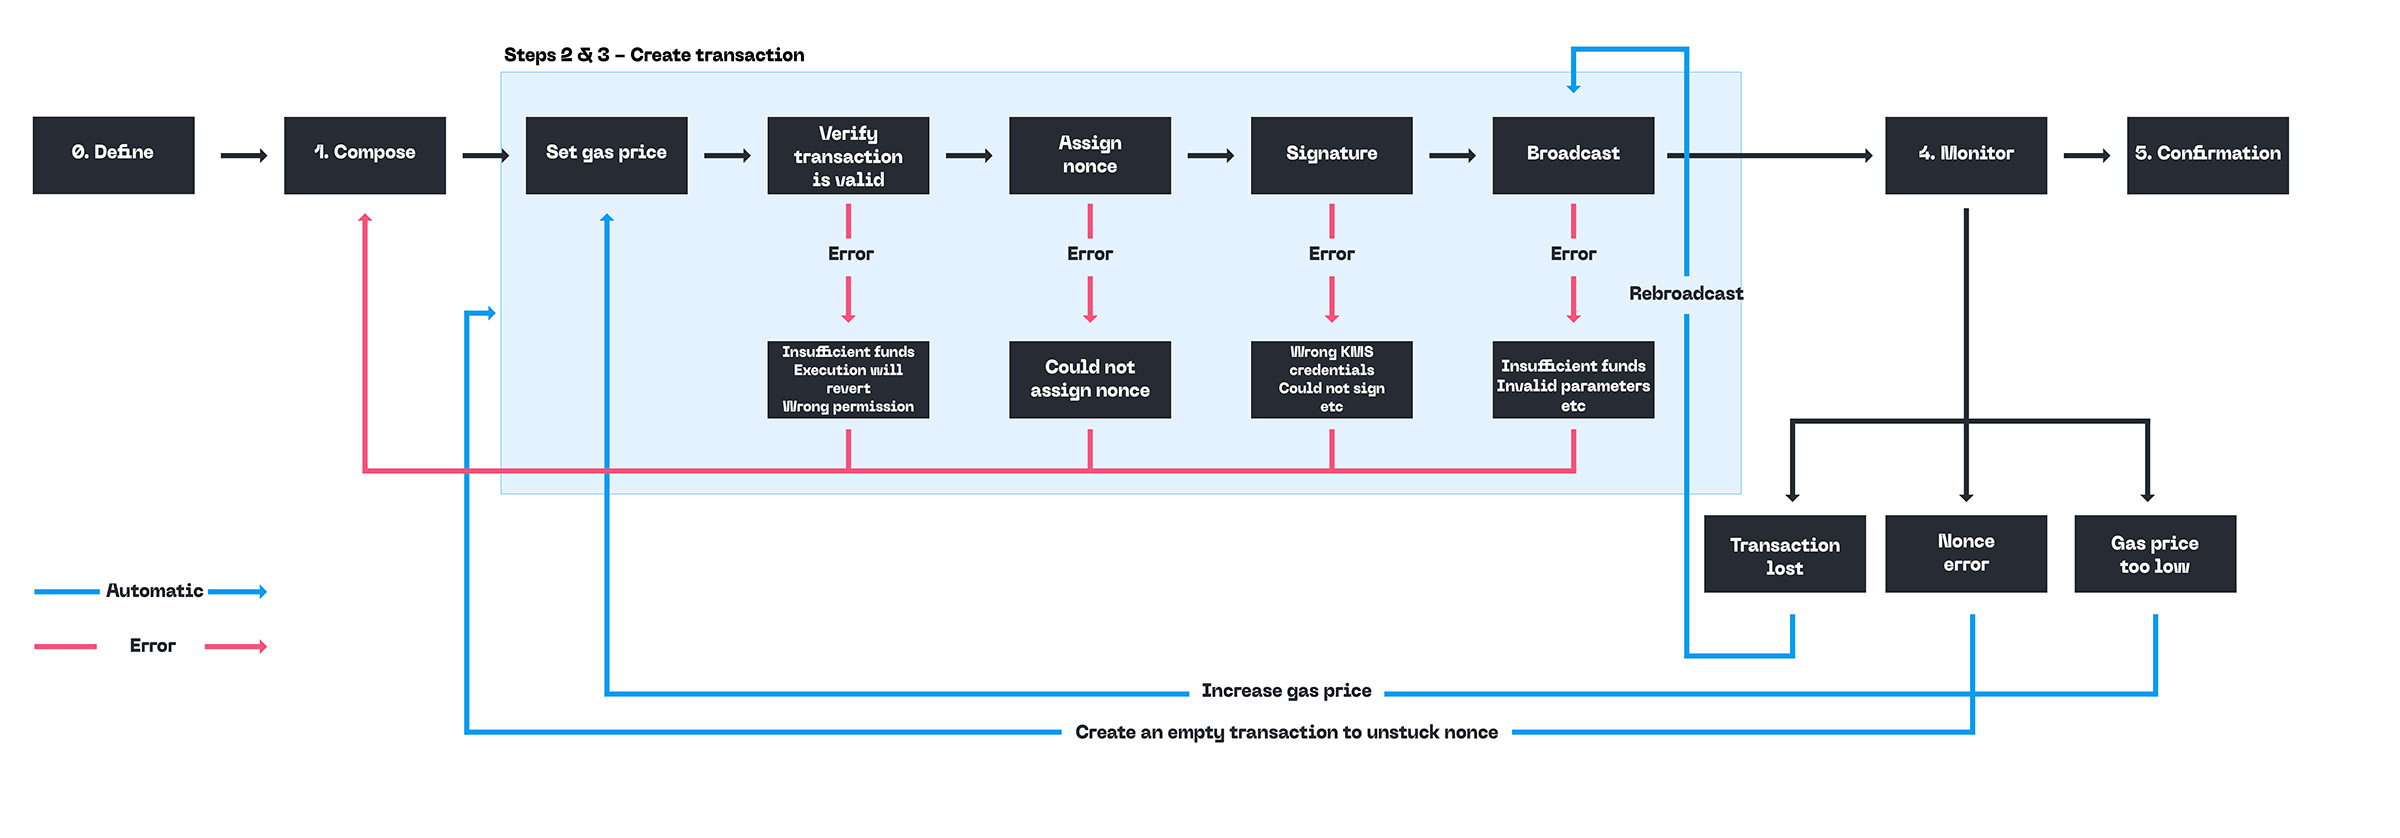 Steps 2 & 3 – Create transaction
0. Define
1. Compose
Set gas price
Verify
transaction
is valid
Assign
nonce
Signature
Broadcast
4. Monitor
5. Confirmation
Error
Error
Error
Error
Rebroadcast
Insufficient funds
Execution will
revert
Wrong permission
Could not
assign nonce
Wrong KMS
credentials
Could not sign
etc
Insufficient funds
Invalid parameters
etc
Transaction
lost
Nonce
error
Gas price
too low
Automatic
Error
Increase gas price
Create an empty transaction to unstuck nonce